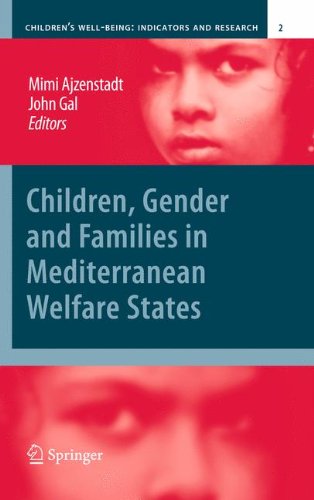 CHILDREN'S WELL-BEING: INDICATORS AND RESEARCH 2
Mimi Ajzenstadt
John Gal
Editors
Children, Gender
and Families in
Mediterranean
Welfare States
Springer